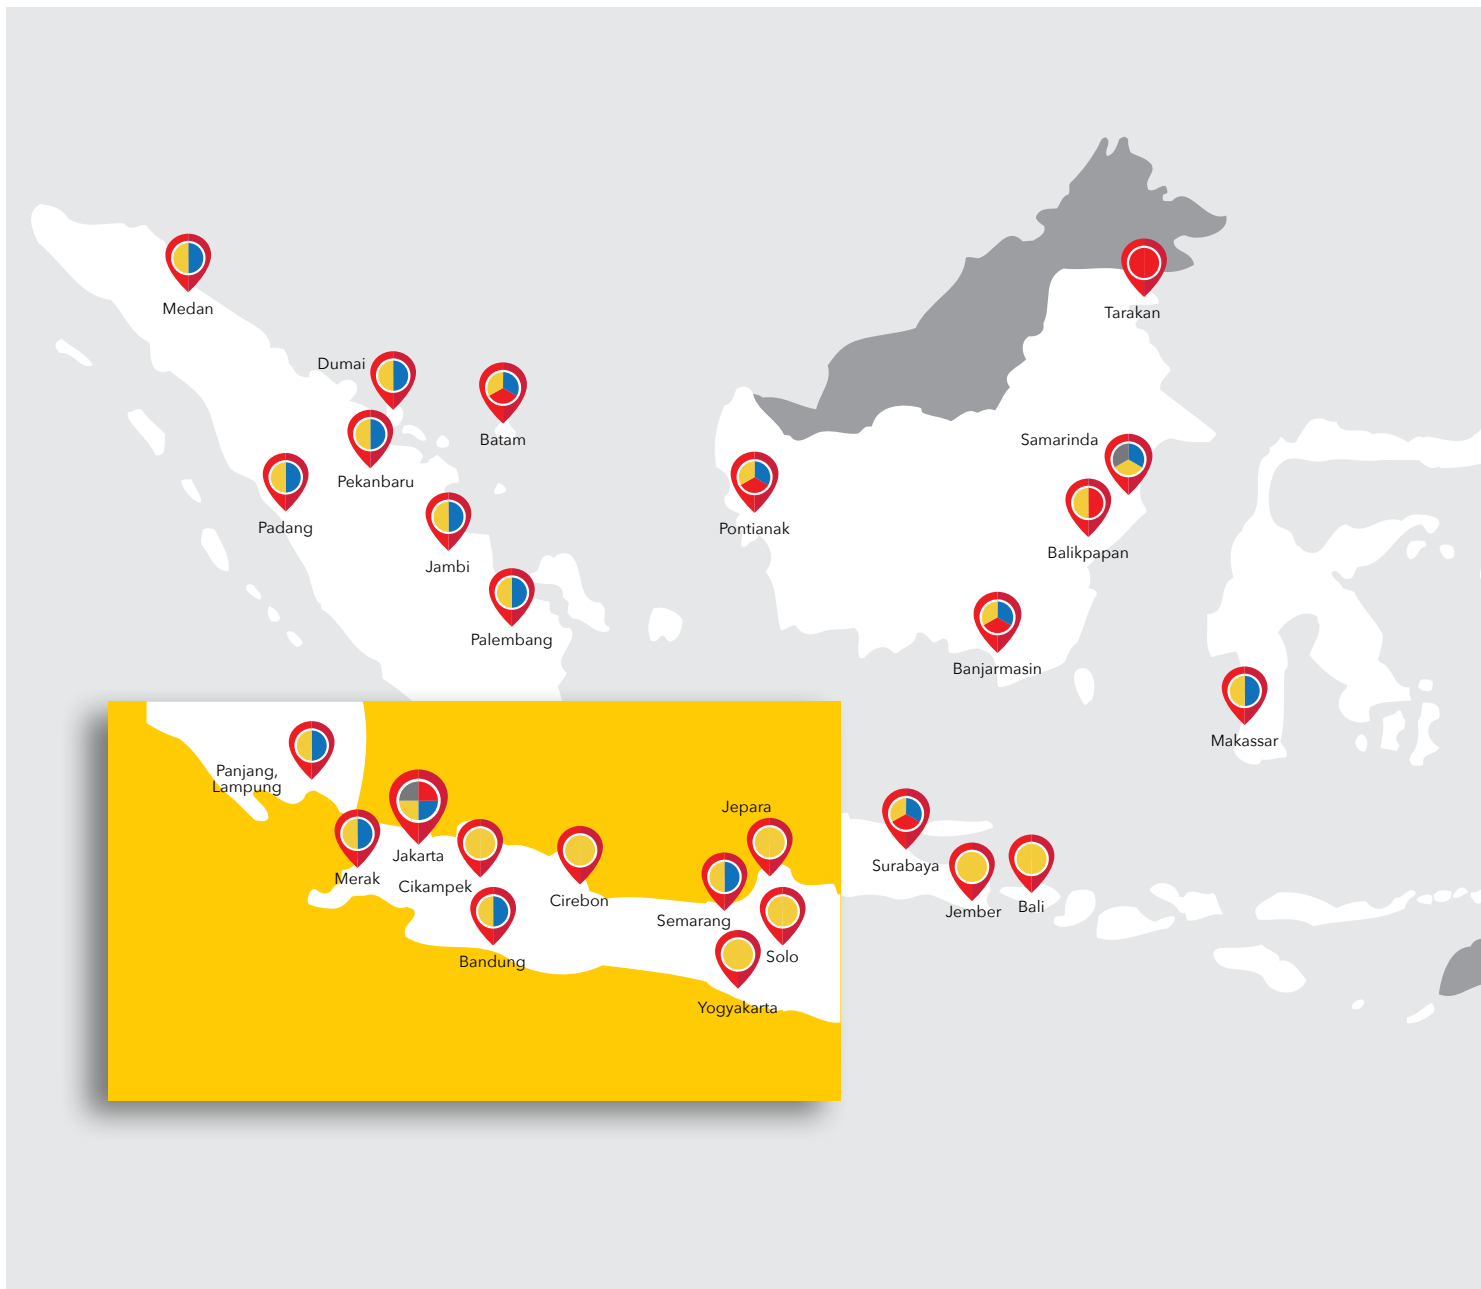 Medan
Tarakan
Dumai
Batam
Samarinda
Pekanbaru
Padang
Pontianak
Balikpapan
Jambi
Palembang
Banjarmasin
Makassar
Panjang,
Lampung
Jepara
Jakarta
Surabaya
Merak
Cikampek
Cirebon
Jember
Bali
Semarang
Bandung
Solo
Yogyakarta